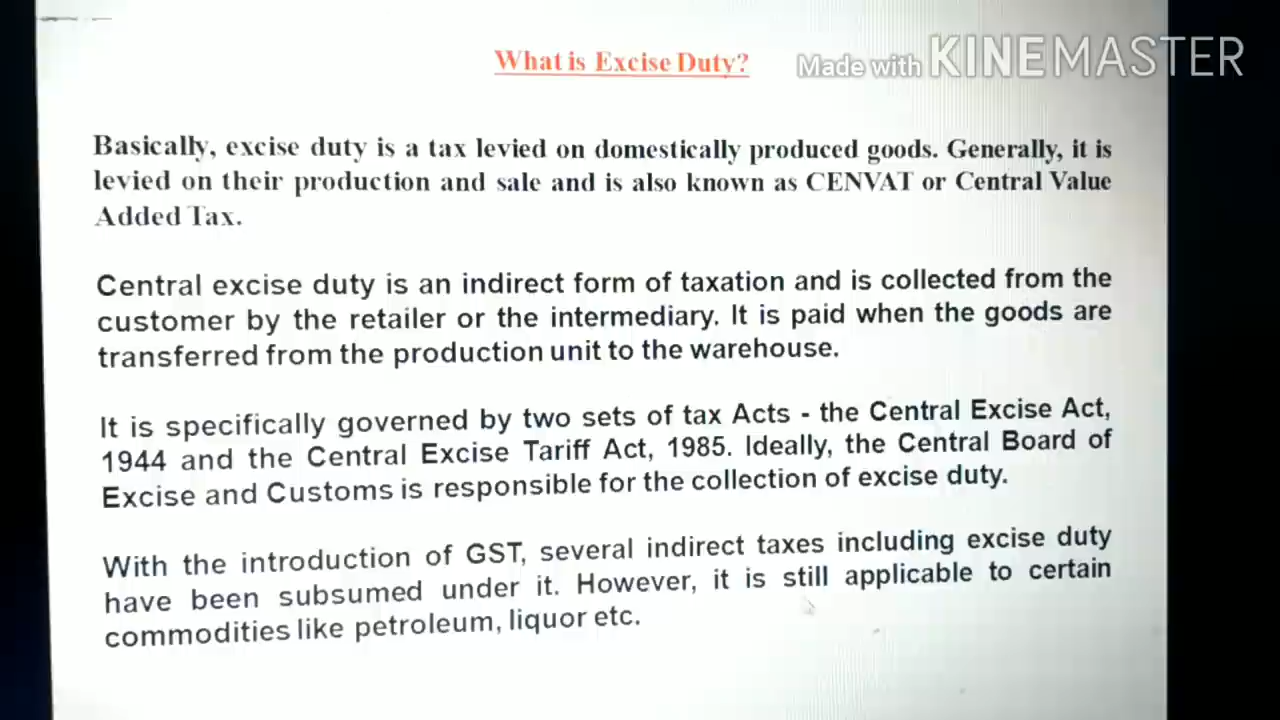 What is Excise Duty?
Made with KINEMASTER
Basically, excise duty is a tax levied on domestically produced goods. Generally, it is
levied on their production and sale and is also known as CENVAT or Central Value
Added Tax.
Central excise duty is an indirect form of taxation and is collected from the
customer by the retailer or the intermediary. It is paid when the goods are
transferred from the production unit to the warehouse.
It is specifically governed by two sets of tax Acts - the Central Excise Act,
1944 and the Central Excise Tariff Act, 1985. Ideally, the Central Board of
Excise and Customs is responsible for the collection of excise duty.
With the introduction of GST, several indirect taxes including excise duty
have been subsumed under it. However, it is still applicable to certain
commodities like petroleum, liquor etc.